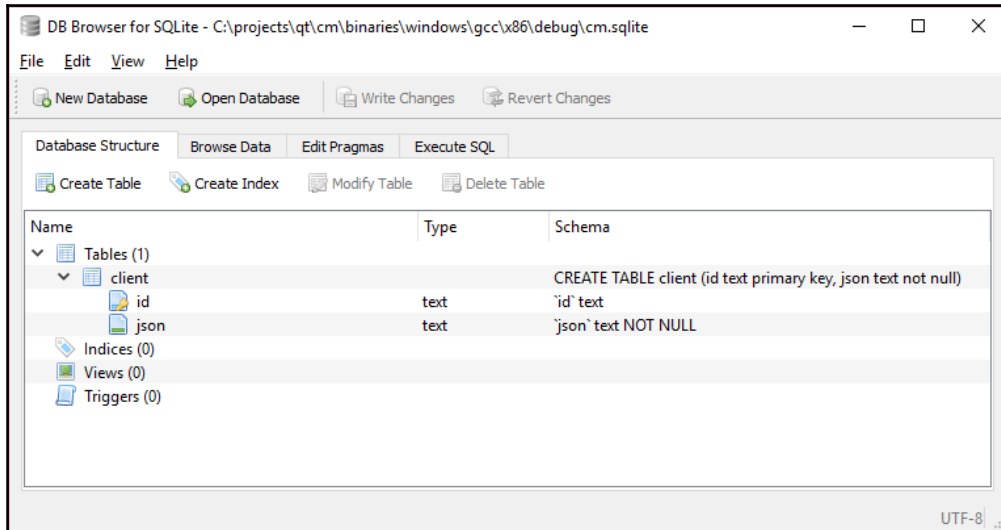 DB Browser for SQLite - C:\projects\qt\cm\binaries\windows\gcc\x86\debug\cm.sqlite
File Edit View Help
New Database Open Database Write Changes Revert Changes
Database Structure Browse Data Edit Pragmas Execute SQL
Create Table Create Index Modify Table Delete Table
Name Type Schema
Tables (1)
client CREATE TABLE client (id text primary key, json text not null)
id text `id` text
json text `json` text NOT NULL
Indices (0)
Views (0)
Triggers (0)
UTF-8